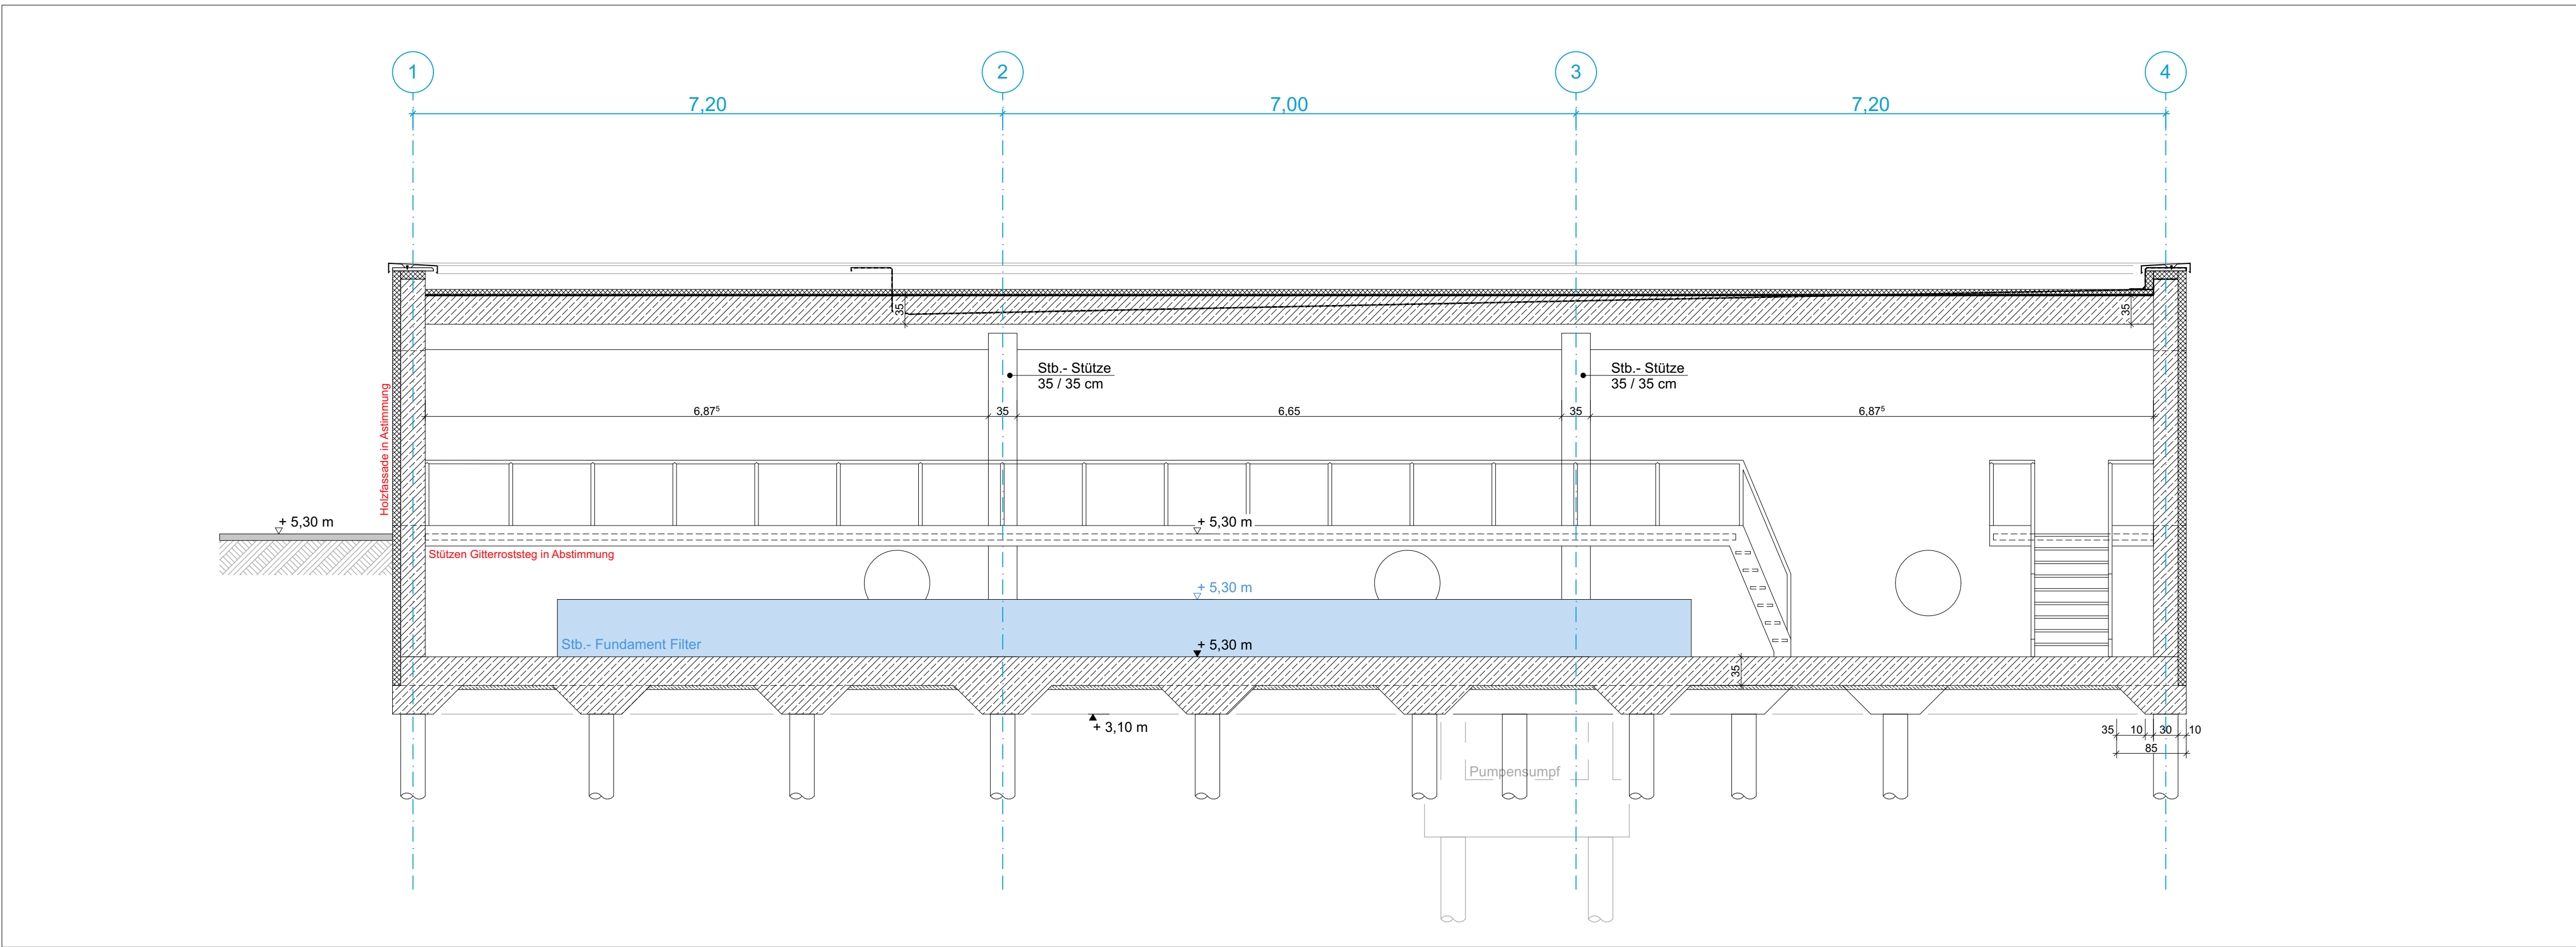 1
2
3
4
7,20
7,00
7,20
35
35
Stb.- Stütze
35 / 35 cm
Stb.- Stütze
35 / 35 cm
Holzfassade in Astimmung
6,87⁵
35
6,65
35
6,87⁵
+ 5,30 m
+ 5,30 m
Stützen Gitterroststeg in Abstimmung
+ 5,30 m
Stb.- Fundament Filter
+ 5,30 m
35
+ 3,10 m
35
10
30
10
85
Pumpensumpf